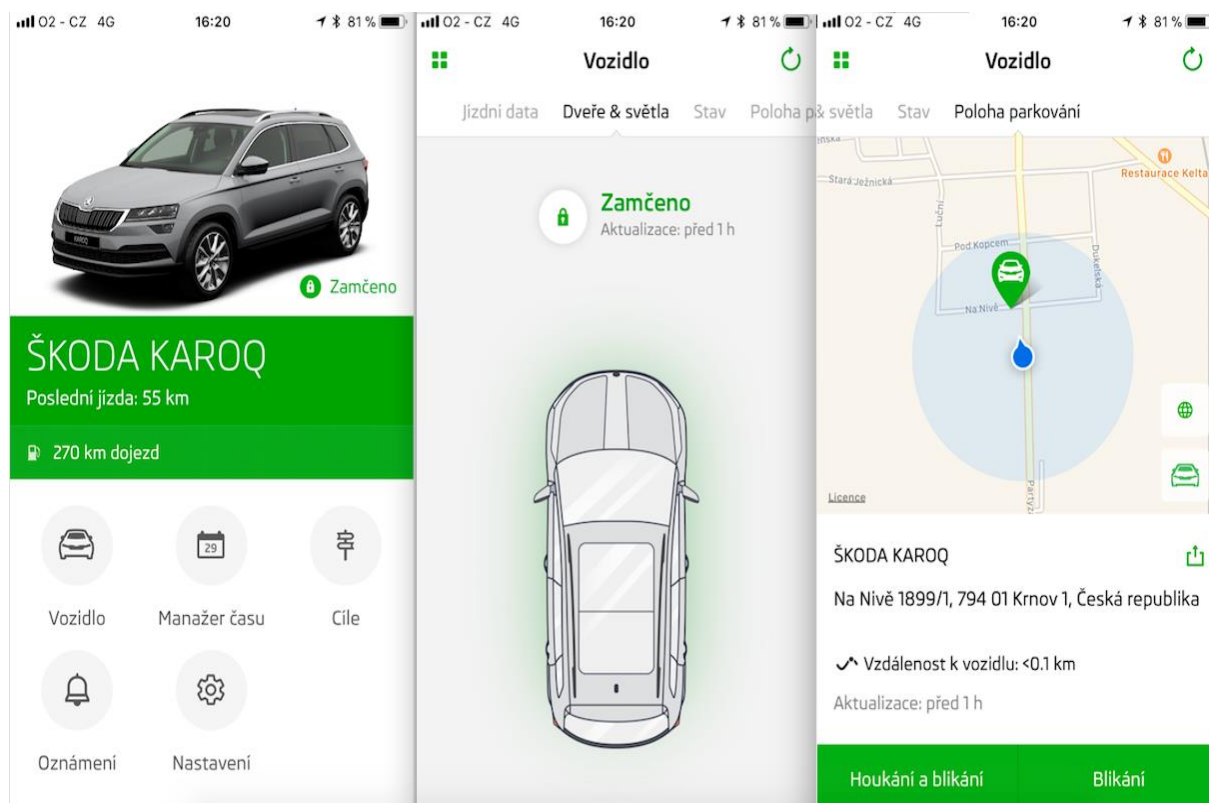 O2 - CZ 4G 16:20 81 %
Zamčeno
ŠKODA KAROQ
Poslední jízda: 55 km
270 km dojezd
29
Vozidlo Manažer času Cíle
Oznámení Nastavení
O2 - CZ 4G 16:20 81 %
Vozidlo
Jízdní data Dveře & světla Stav Poloha p
Zamčeno
Aktualizace: před 1 h
O2 - CZ 4G 16:20 81 %
Vozidlo
& světla Stav Poloha parkování
Restaurace Kelta
Stará Ježnická
Luční
Pod Kopcem
Dukelská
Na Nivě
Partyz
Licence
ŠKODA KAROQ
Na Nivě 1899/1, 794 01 Krnov 1, Česká republika
Vzdálenost k vozidlu: <0.1 km
Aktualizace: před 1 h
Houkání a blikání Blikání